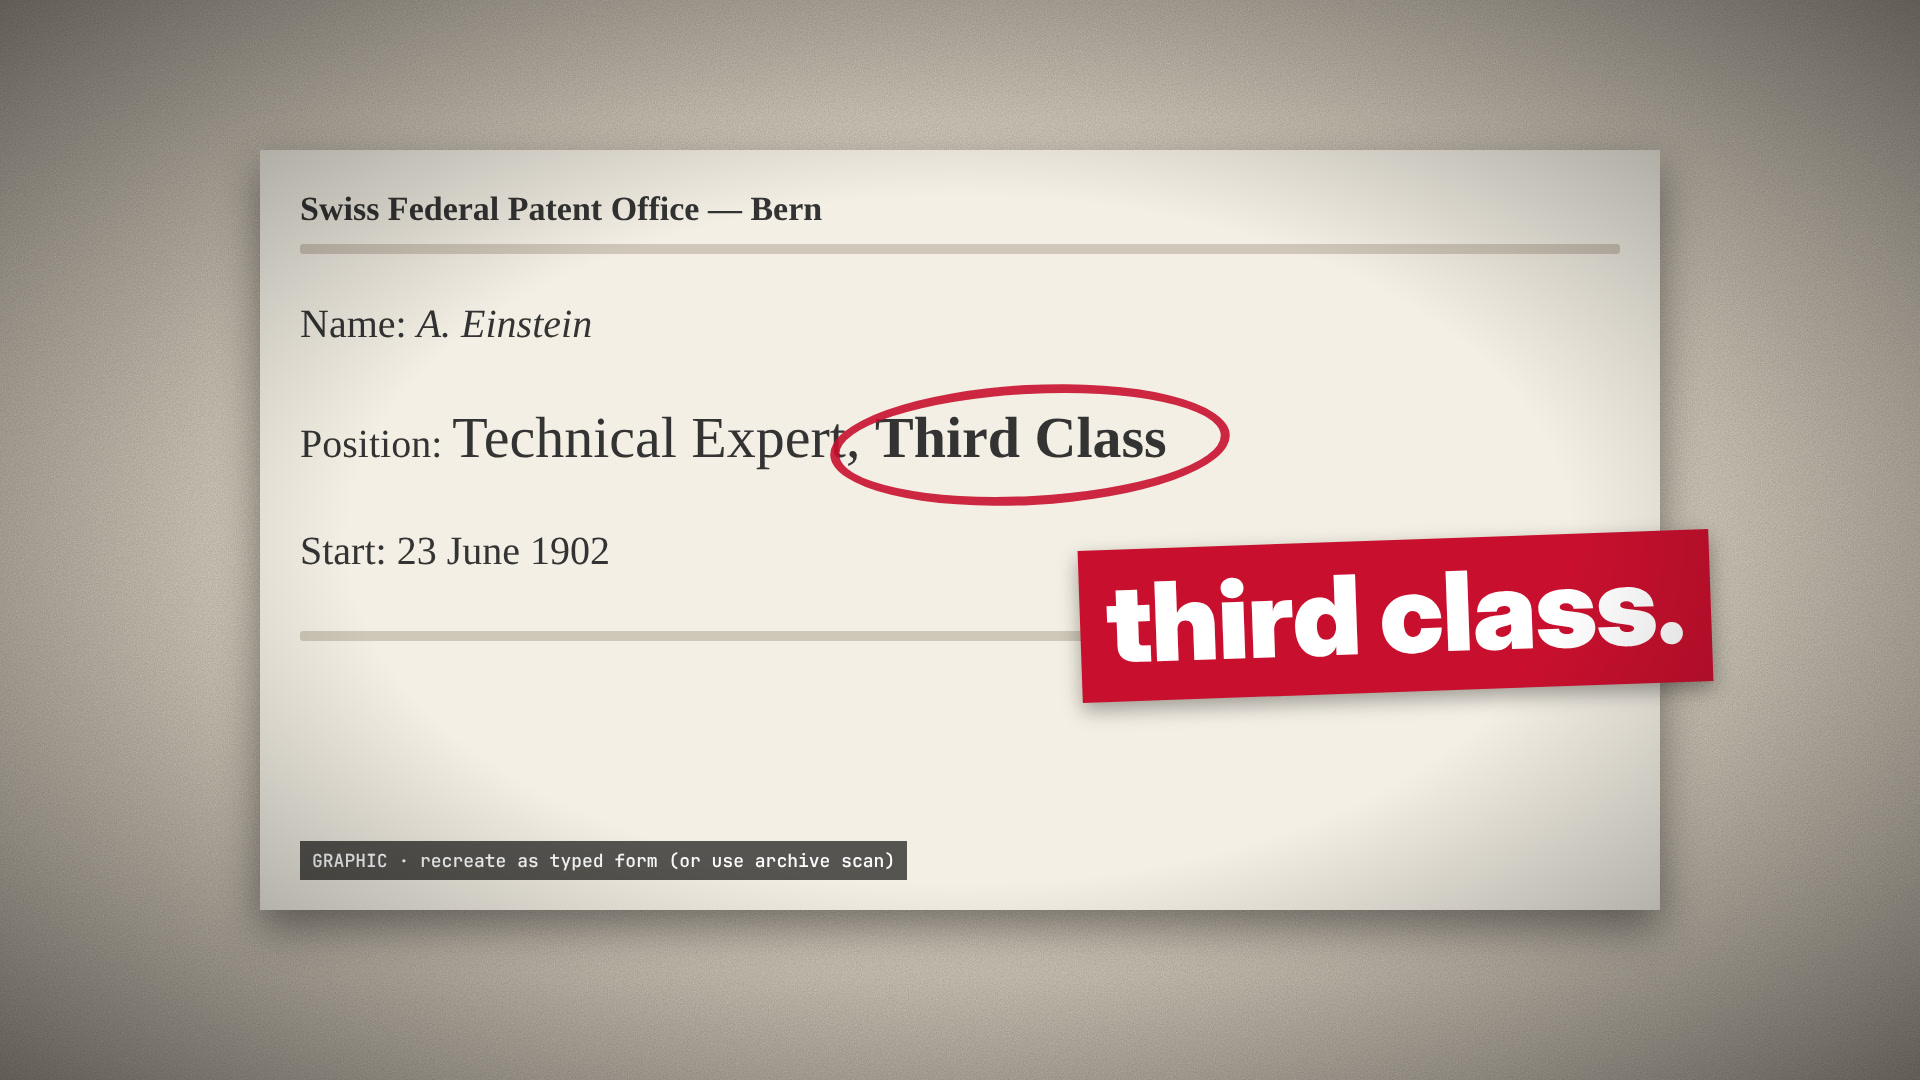 Swiss Federal Patent Office — Bern
Name: A. Einstein
Position: Technical Expert, Third Class
Start: 23 June 1902
third class.
GRAPHIC · recreate as typed form (or use archive scan)